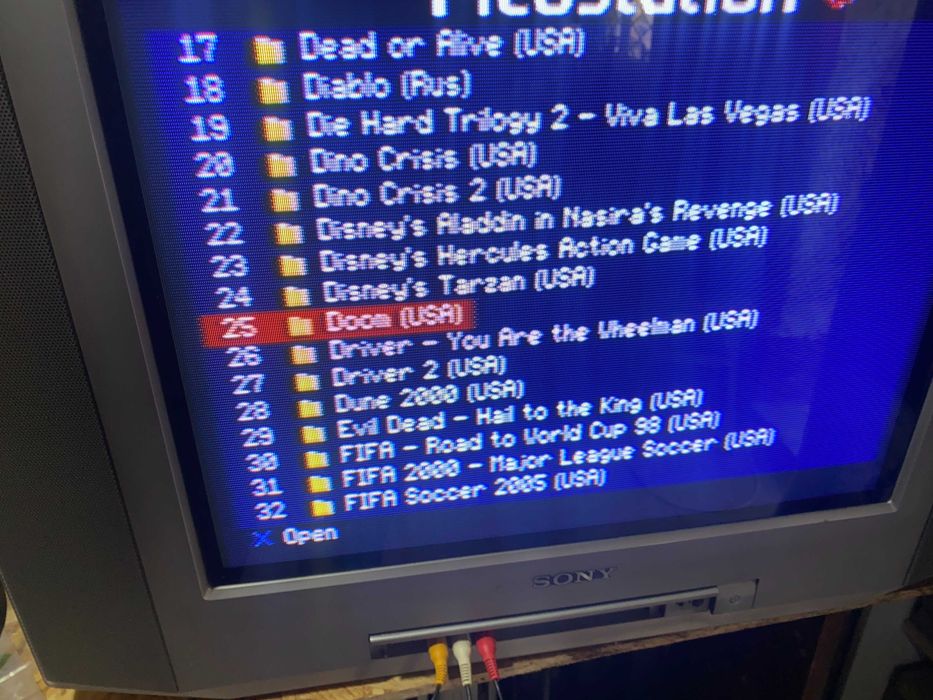 PicoStation
17 Dead or Alive (USA)
18 Diablo (Rus)
19 Die Hard Trilogy 2 - Viva Las Vegas (USA)
20 Dino Crisis (USA)
21 Dino Crisis 2 (USA)
22 Disney's Aladdin in Nasira's Revenge (USA)
23 Disney's Hercules Action Game (USA)
24 Disney's Tarzan (USA)
25 Doom (USA)
26 Driver - You Are the Wheelman (USA)
27 Driver 2 (USA)
28 Dune 2000 (USA)
29 Evil Dead - Hail to the King (USA)
30 FIFA - Road to World Cup 98 (USA)
31 FIFA 2000 - Major League Soccer (USA)
32 FIFA Soccer 2005 (USA)
X Open
SONY